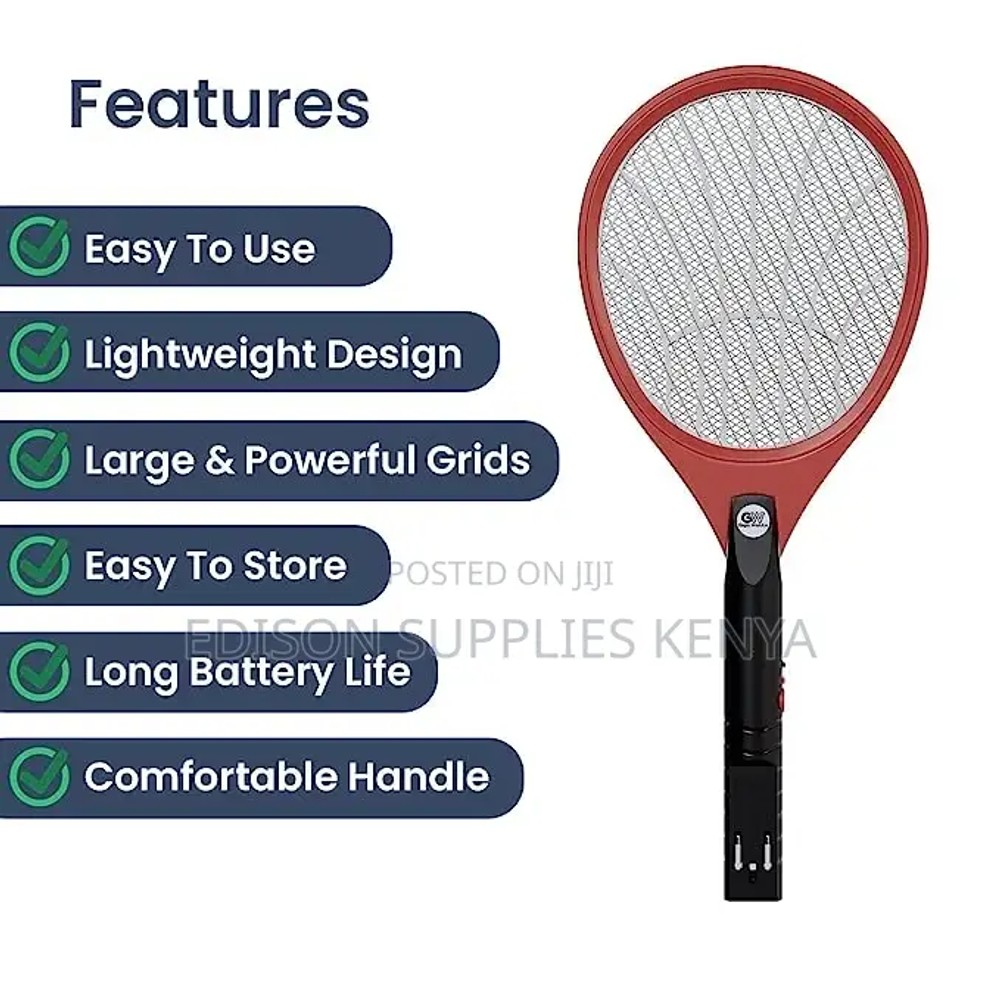 Features
Easy To Use
Lightweight Design
Large & Powerful Grids
Easy To Store
POSTED ON JIJI
EDISON SUPPLIES KENYA
Long Battery Life
Comfortable Handle
GW